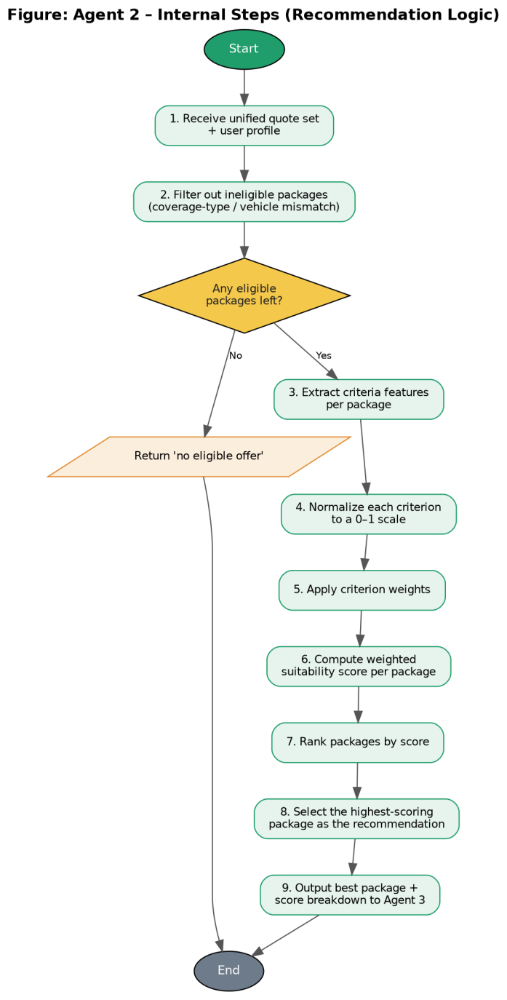 Figure: Agent 2 – Internal Steps (Recommendation Logic)
Start
1. Receive unified quote set
+ user profile
2. Filter out ineligible packages
(coverage-type / vehicle mismatch)
Any eligible
packages left?
No
Yes
3. Extract criteria features
per package
Return 'no eligible offer'
4. Normalize each criterion
to a 0–1 scale
5. Apply criterion weights
6. Compute weighted
suitability score per package
7. Rank packages by score
8. Select the highest-scoring
package as the recommendation
9. Output best package +
score breakdown to Agent 3
End